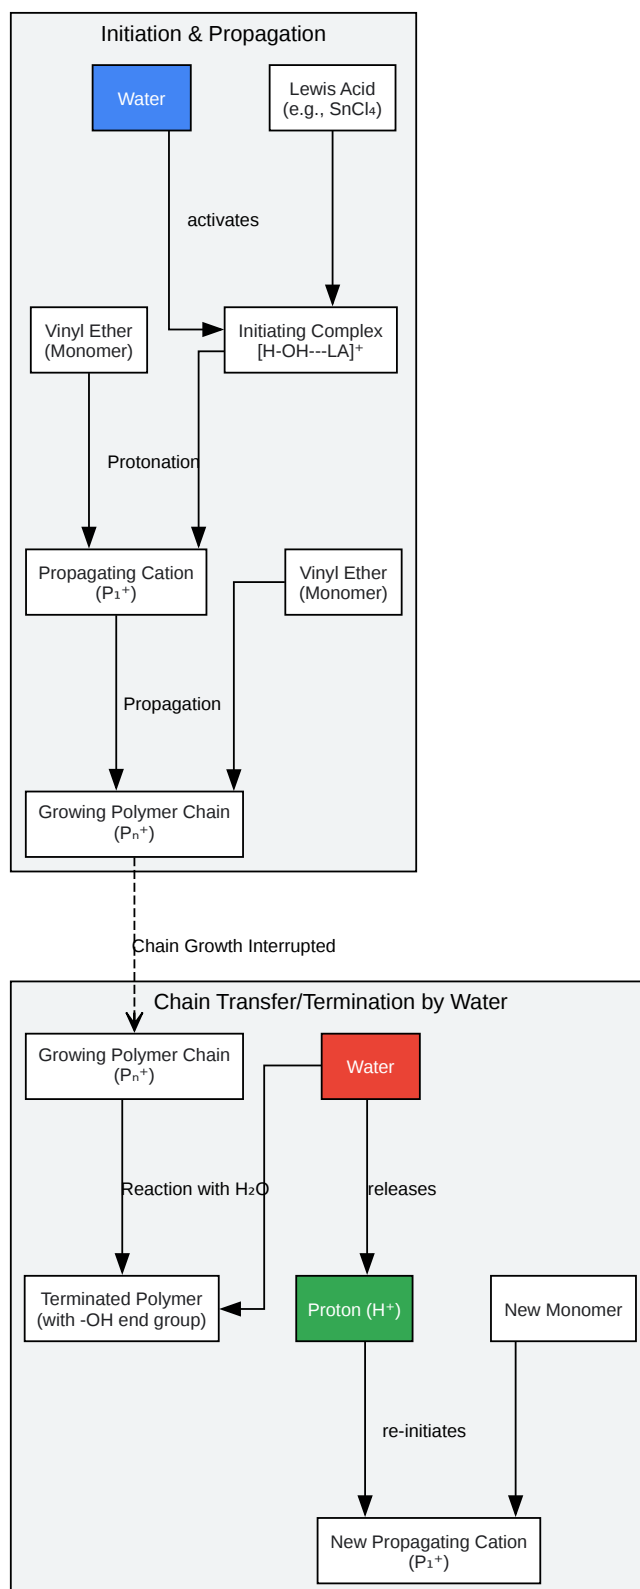 Initiation & Propagation
Water
Lewis Acid
(e.g., SnCl₄)
activates
Vinyl Ether
(Monomer)
Initiating Complex
[H-OH---LA]⁺
Protonation
Propagating Cation
(P₁⁺)
Vinyl Ether
(Monomer)
Propagation
Growing Polymer Chain
(Pₙ⁺)
Chain Growth Interrupted
Chain Transfer/Termination by Water
Growing Polymer Chain
(Pₙ⁺)
Water
Reaction with H₂O
releases
Terminated Polymer
(with -OH end group)
Proton (H⁺)
New Monomer
re-initiates
New Propagating Cation
(P₁⁺)